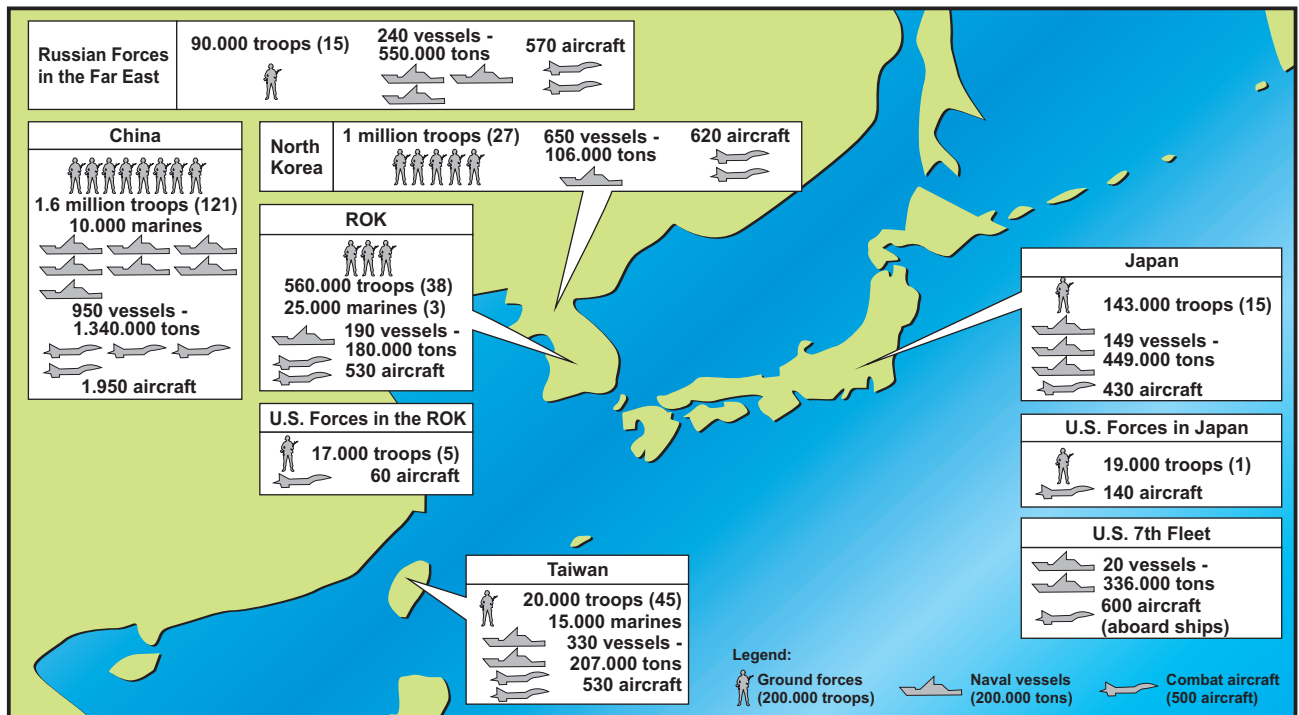 Russian Forces
in the Far East
90.000 troops (15)
240 vessels -
550.000 tons
570 aircraft
China
1.6 million troops (121)
10.000 marines
950 vessels -
1.340.000 tons
1.950 aircraft
North
Korea
1 million troops (27)
650 vessels -
106.000 tons
620 aircraft
ROK
560.000 troops (38)
25.000 marines (3)
190 vessels -
180.000 tons
530 aircraft
U.S. Forces in the ROK
17.000 troops (5)
60 aircraft
Japan
143.000 troops (15)
149 vessels -
449.000 tons
430 aircraft
U.S. Forces in Japan
19.000 troops (1)
140 aircraft
U.S. 7th Fleet
20 vessels -
336.000 tons
600 aircraft
(aboard ships)
Taiwan
20.000 troops (45)
15.000 marines
330 vessels -
207.000 tons
530 aircraft
Legend:
Ground forces
(200.000 troops)
Naval vessels
(200.000 tons)
Combat aircraft
(500 aircraft)